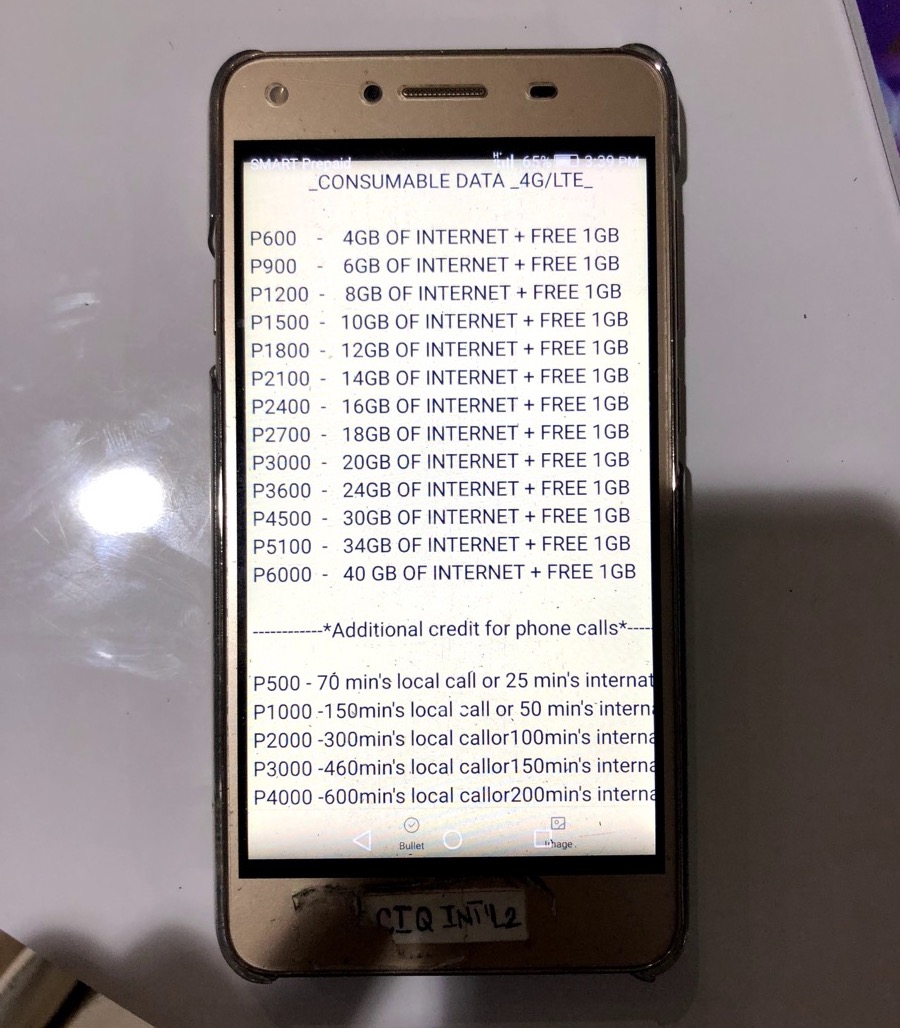 SMART Prepaid 65% 3:39 PM
_CONSUMABLE DATA _4G/LTE_
P600 - 4GB OF INTERNET + FREE 1GB
P900 - 6GB OF INTERNET + FREE 1GB
P1200 - 8GB OF INTERNET + FREE 1GB
P1500 - 10GB OF INTERNET + FREE 1GB
P1800 - 12GB OF INTERNET + FREE 1GB
P2100 - 14GB OF INTERNET + FREE 1GB
P2400 - 16GB OF INTERNET + FREE 1GB
P2700 - 18GB OF INTERNET + FREE 1GB
P3000 - 20GB OF INTERNET + FREE 1GB
P3600 - 24GB OF INTERNET + FREE 1GB
P4500 - 30GB OF INTERNET + FREE 1GB
P5100 - 34GB OF INTERNET + FREE 1GB
P6000 - 40 GB OF INTERNET + FREE 1GB
------------*Additional credit for phone calls*-----
P500 - 70 min's local call or 25 min's internat
P1000 -150min's local call or 50 min's interna
P2000 -300min's local callor100min's interna
P3000 -460min's local callor150min's interna
P4000 -600min's local callor200min's interna
Bullet Image
CIQ INT'L2